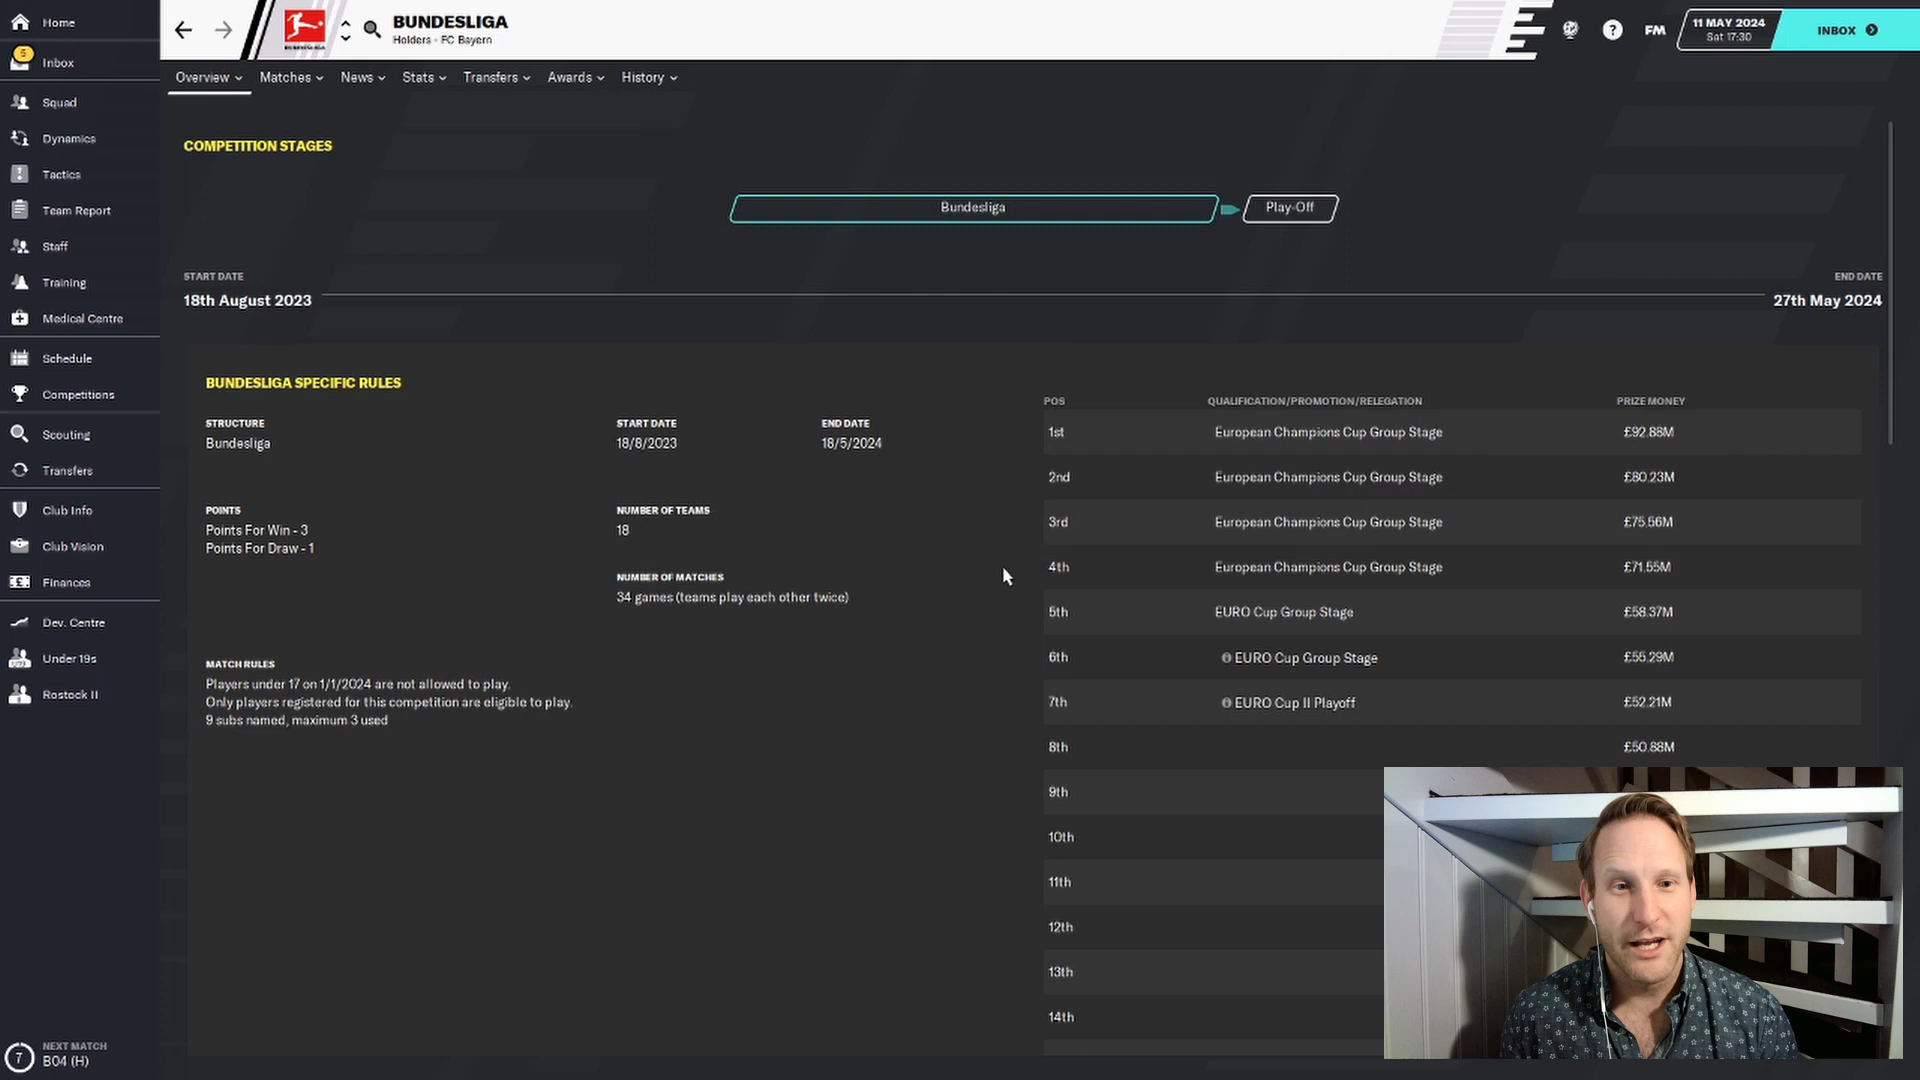 Home
5
Inbox
Squad
Dynamics
Tactics
Team Report
Staff
Training
Medical Centre
Schedule
Competitions
Scouting
Transfers
Club Info
Club Vision
Finances
Dev. Centre
Under 19s
Rostock II
7
NEXT MATCH
B04 (H)
BUNDESLIGA
BUNDESLIGA
Holders - FC Bayern
FM
11 MAY 2024
Sat 17:30
INBOX
Overview
Matches
News
Stats
Transfers
Awards
History
COMPETITION STAGES
Bundesliga
Play-Off
START DATE
END DATE
18th August 2023
27th May 2024
BUNDESLIGA SPECIFIC RULES
STRUCTURE
Bundesliga
START DATE
18/8/2023
END DATE
18/5/2024
POINTS
Points For Win - 3
Points For Draw - 1
NUMBER OF TEAMS
18
NUMBER OF MATCHES
34 games (teams play each other twice)
MATCH RULES
Players under 17 on 1/1/2024 are not allowed to play.
Only players registered for this competition are eligible to play.
9 subs named, maximum 3 used
POS QUALIFICATION/PROMOTION/RELEGATION PRIZE MONEY
1st European Champions Cup Group Stage £92.88M
2nd European Champions Cup Group Stage £80.23M
3rd European Champions Cup Group Stage £75.56M
4th European Champions Cup Group Stage £71.55M
5th EURO Cup Group Stage £58.37M
6th EURO Cup Group Stage £55.29M
7th EURO Cup II Playoff £52.21M
8th £50.88M
9th
10th
11th
12th
13th
14th